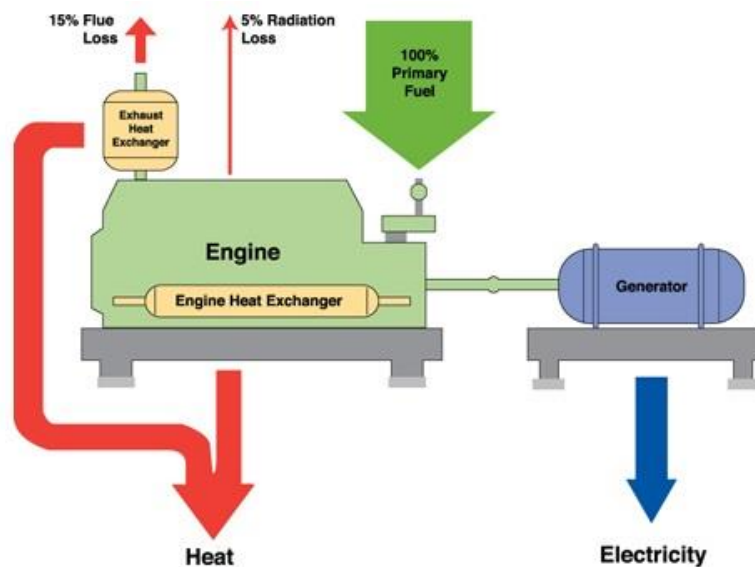 15% Flue
Loss
5% Radiation
Loss
100%
Primary
Fuel
Exhaust
Heat
Exchanger
Engine
Engine Heat Exchanger
Generator
Heat
Electricity